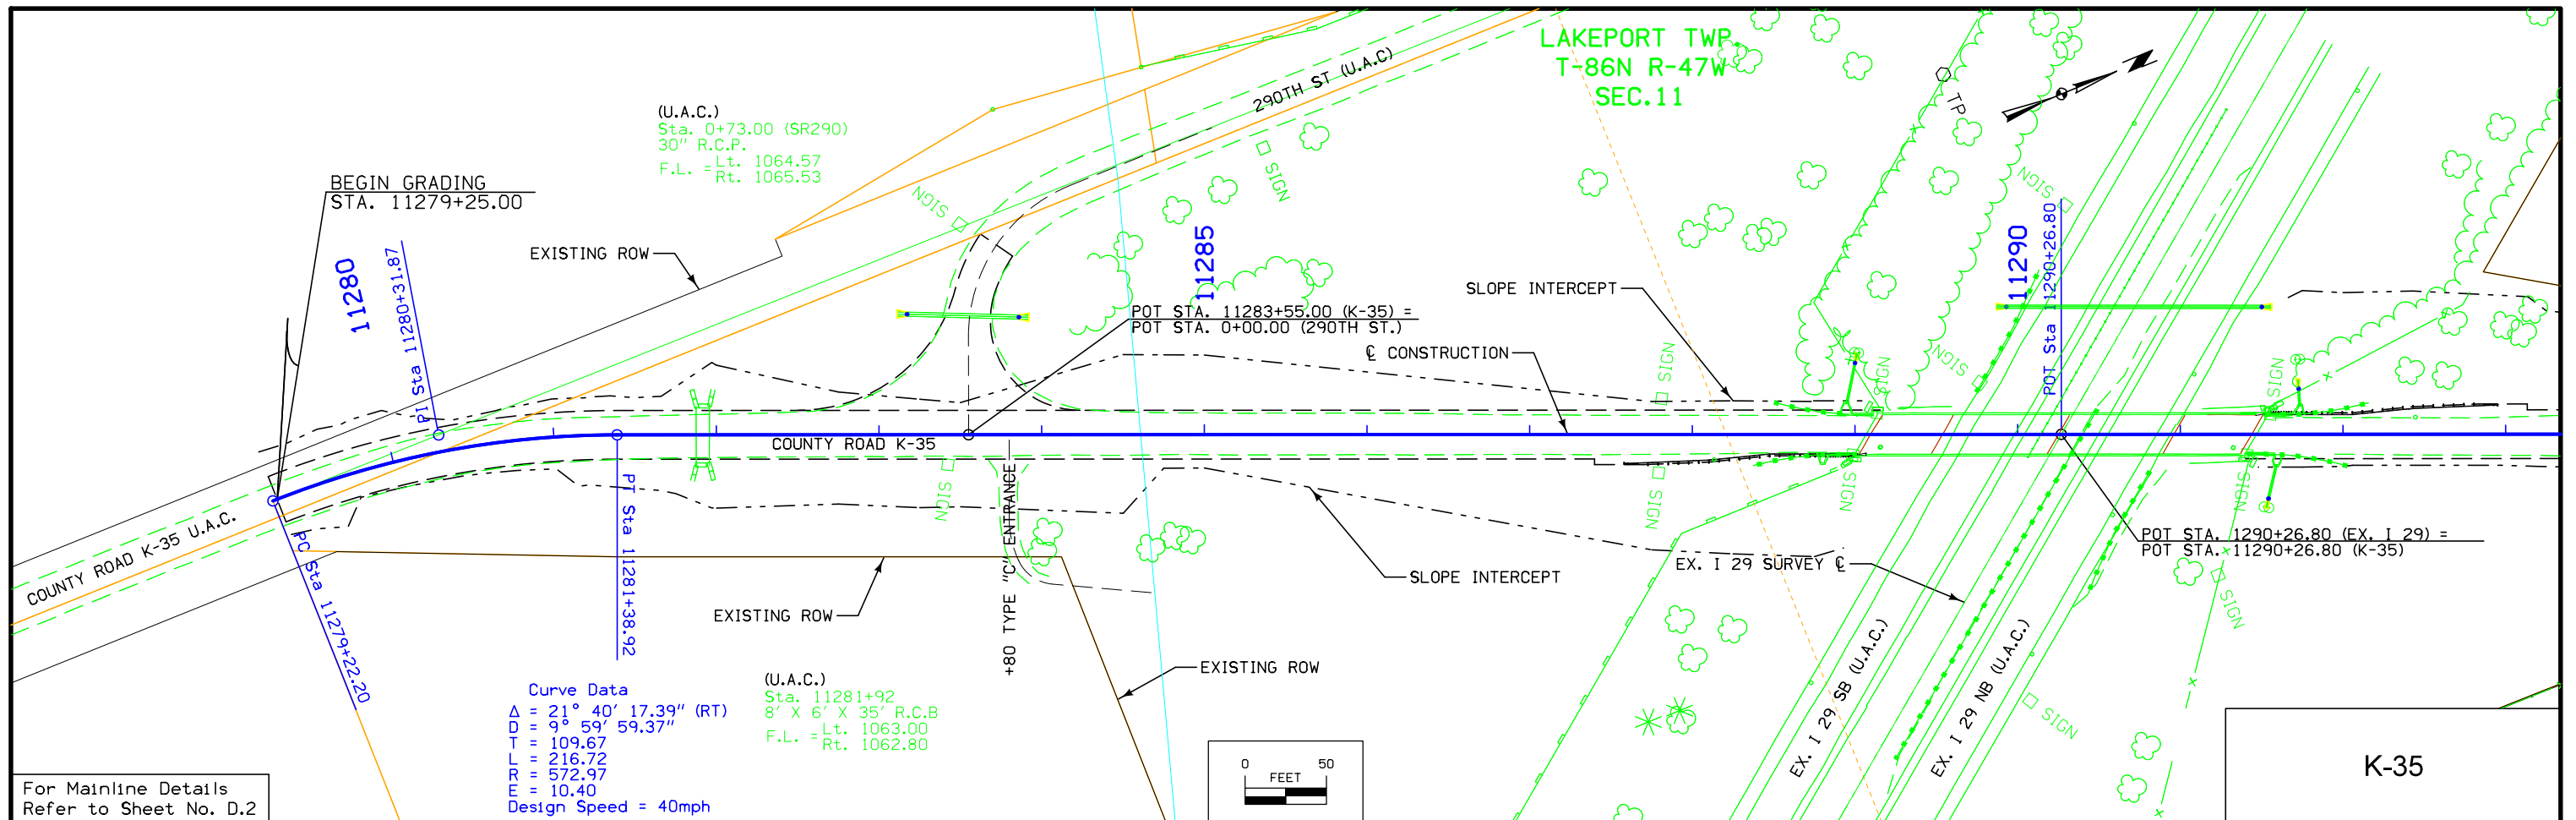 LAKEPORT TWP.
T-86N R-47W
SEC.11
290TH ST (U.A.C)
TP
(U.A.C.)
Sta. 0+73.00 (SR290)
30" R.C.P.
F.L. = Lt. 1064.57
Rt. 1065.53
BEGIN GRADING
STA. 11279+25.00
SIGN
SIGN
SIGN
EXISTING ROW
11280
PI Sta 11280+31.87
11285
11290
POT Sta 1290+26.80
SLOPE INTERCEPT
POT STA. 11283+55.00 (K-35) =
POT STA. 0+00.00 (290TH ST.)
℄ CONSTRUCTION
SIGN
SIGN
SIGN
SIGN
COUNTY ROAD K-35
SIGN
SIGN
SIGN
SIGN
COUNTY ROAD K-35 U.A.C.
PC Sta 11279+22.20
PT Sta 11281+38.92
+80 TYPE "C" ENTRANCE
POT STA. 1290+26.80 (EX. I 29) =
POT STA. 11290+26.80 (K-35)
EX. I 29 SURVEY ℄
SLOPE INTERCEPT
EXISTING ROW
SIGN
EXISTING ROW
EX. I 29 SB (U.A.C.)
EX. I 29 NB (U.A.C.)
SIGN
Curve Data
Δ = 21° 40' 17.39" (RT)
D = 9° 59' 59.37"
T = 109.67
L = 216.72
R = 572.97
E = 10.40
Design Speed = 40mph
(U.A.C.)
Sta. 11281+92
8' X 6' X 35' R.C.B
F.L. = Lt. 1063.00
Rt. 1062.80
0 50
FEET
K-35
For Mainline Details
Refer to Sheet No. D.2